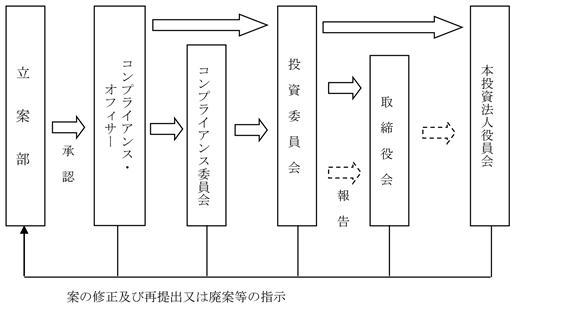 立案部
承認
コンプライアンス・
オフィサー
コンプライアンス委員会
投資委員会
報告
取締役会
本投資法人役員会
案の修正及び再提出又は廃案等の指示